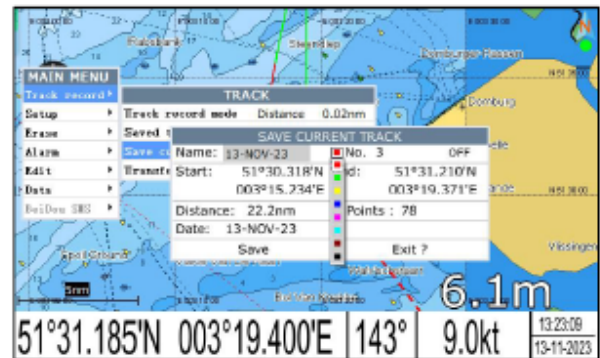 Rabsbank
Steendiep
Domburger Rassen
MAIN MENU
Track record
TRACK
Domburg
Setup
Track record mode Distance 0.02nm
Erase
Saved
SAVE CURRENT TRACK
Alarm
Save
Name: 13-NOV-23 No. 3 OFF
Edit
Transfe
Start: 51°30.318'N d: 51°31.210'N
003°15.234'E 003°19.371'E
Data
BeiDou SMS
Distance: 22.2nm Points : 78
Date: 13-NOV-23
Save Exit ?
Vlissingen
Spoil Ground
5nm
6.1m
51°31.185'N 003°19.400'E 143° 9.0kt 13:23:09
13-11-2023